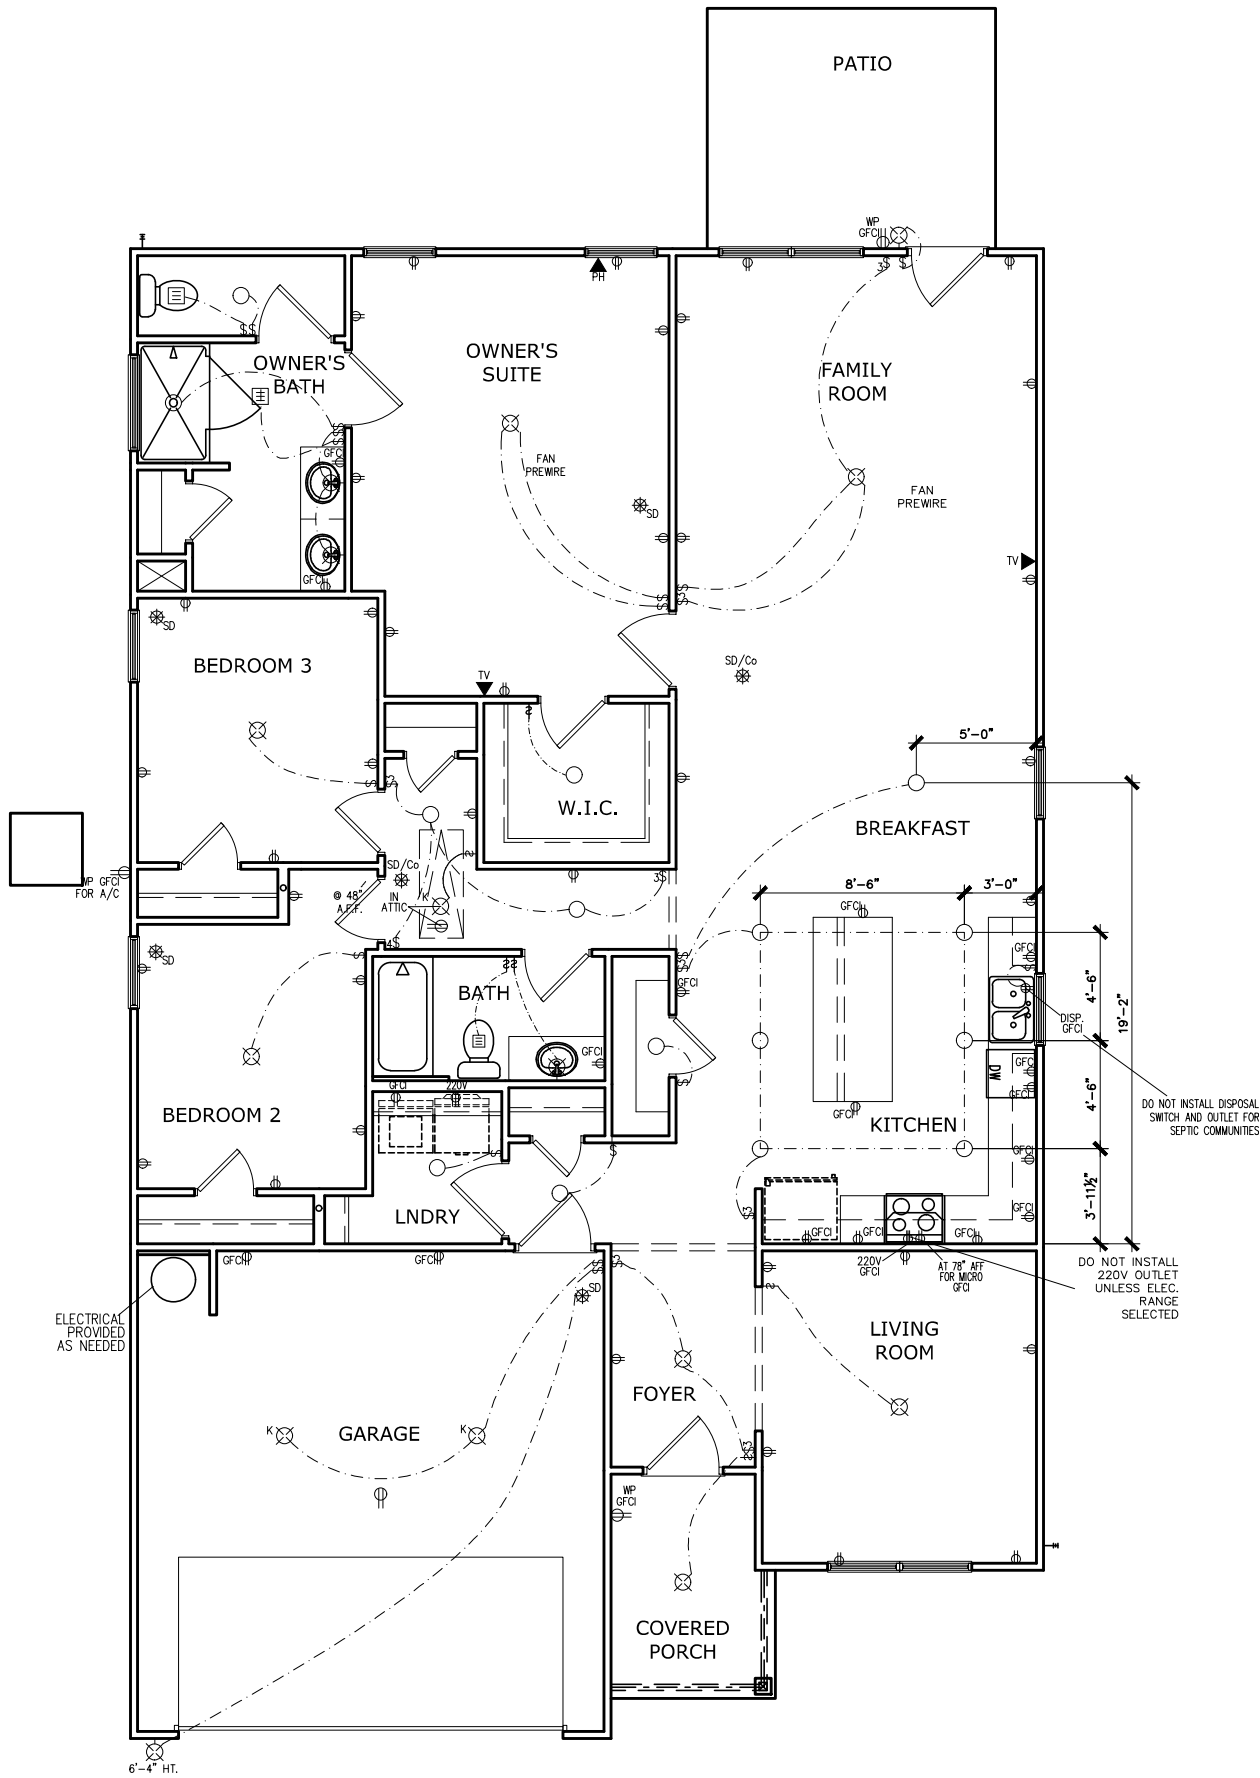 PATIO
WP
GFCI
3$ $
PH
$$
OWNER'S
BATH
OWNER'S
SUITE
FAMILY
ROOM
GFCI
FAN
PREWIRE
FAN
PREWIRE
SD
TV
GFCI
SD
BEDROOM 3
SD/Co
TV
5'-0"
W.I.C.
BREAKFAST
WP GFCI
FOR A/C
SD/Co
@ 48"
A.F.F.
IN
ATTIC
K
3$
8'-6"
3'-0"
GFCI
4$
SD
GFCI
GFCI
BATH
4'-6"
19'-2"
DISP.
GFCI
GFCI
GFCI
DW
GFCI
220V
GFCI
GFCI
4'-6"
DO NOT INSTALL DISPOSAL
SWITCH AND OUTLET FOR
SEPTIC COMMUNITIES
BEDROOM 2
KITCHEN
GFCI
LNDRY
$3
GFCI
3'-11½"
GFCI
GFCI
GFCI
GFCI
GFCI
220V
GFCI
AT 78" AFF
FOR MICRO
GFCI
DO NOT INSTALL
220V OUTLET
UNLESS ELEC.
RANGE
SELECTED
SD
ELECTRICAL
PROVIDED
AS NEEDED
LIVING
ROOM
FOYER
K
GARAGE
K
WP
GFCI
COVERED
PORCH
6'-4" HT.